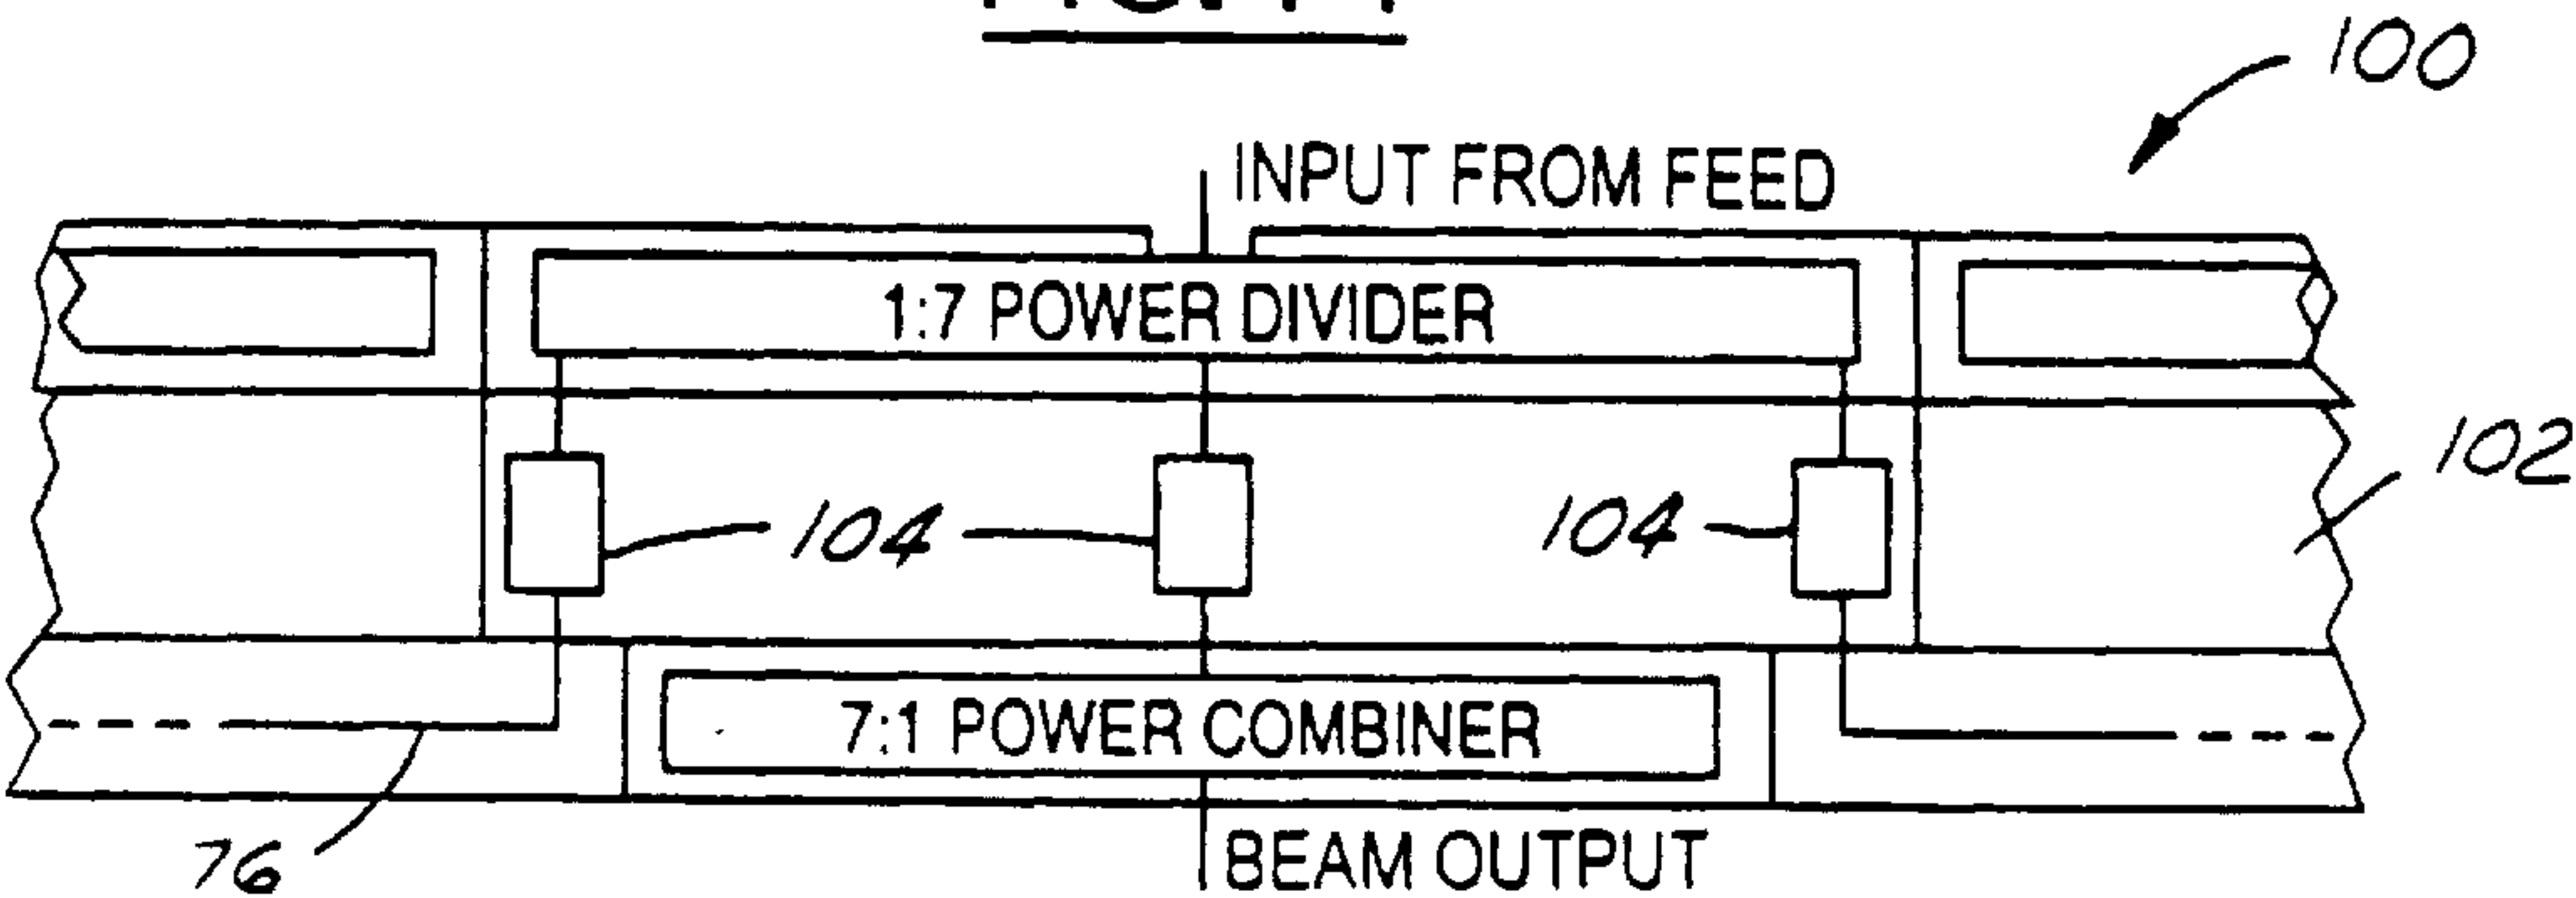 100
INPUT FROM FEED
1:7 POWER DIVIDER
102
104
104
7:1 POWER COMBINER
76
BEAM OUTPUT